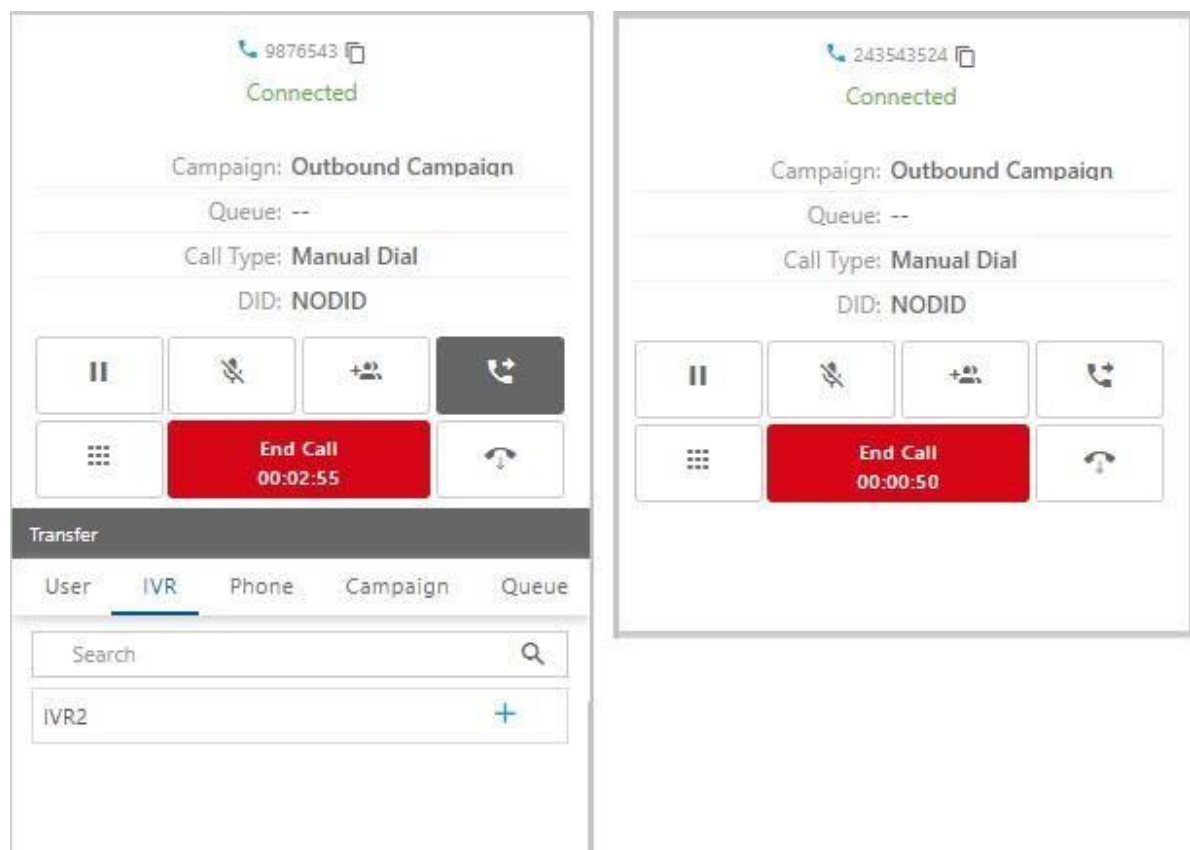 9876543
Connected
Campaign: Outbound Campaign
Queue: --
Call Type: Manual Dial
DID: NODID
End Call
00:02:55
Transfer
User IVR Phone Campaign Queue
Search
IVR2
243543524
Connected
Campaign: Outbound Campaign
Queue: --
Call Type: Manual Dial
DID: NODID
End Call
00:00:50